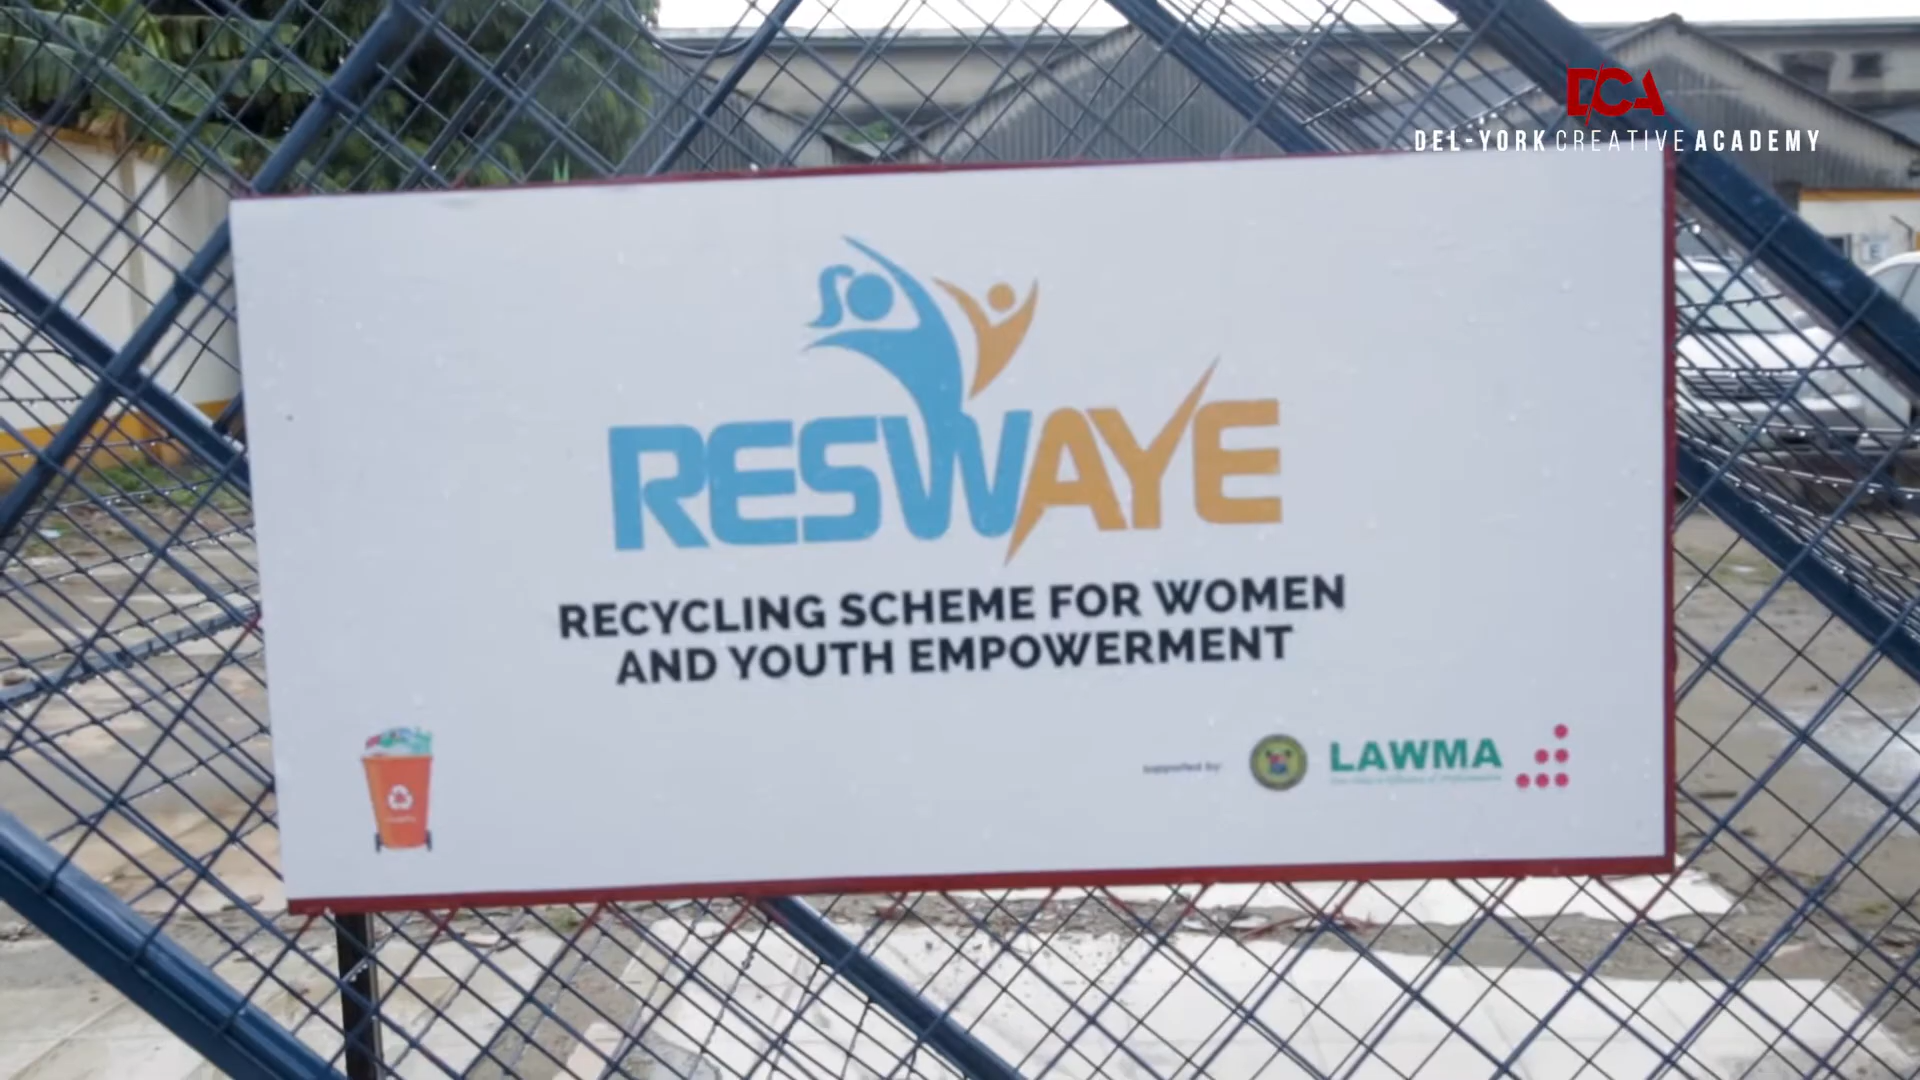 DCA
DEL-YORK CREATIVE ACADEMY
RESWAYE
RECYCLING SCHEME FOR WOMEN
AND YOUTH EMPOWERMENT
supported by:
LAWMA